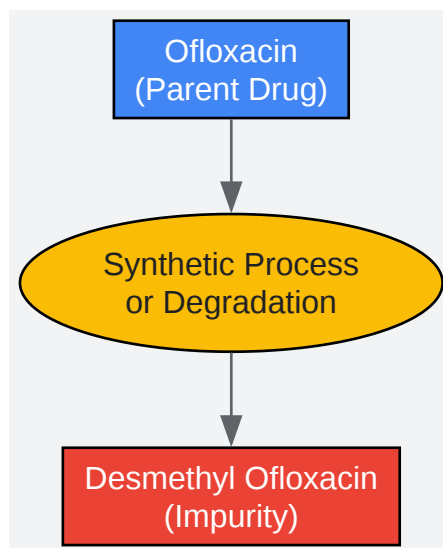 Ofloxacin
(Parent Drug)
Synthetic Process
or Degradation
Desmethyl Ofloxacin
(Impurity)